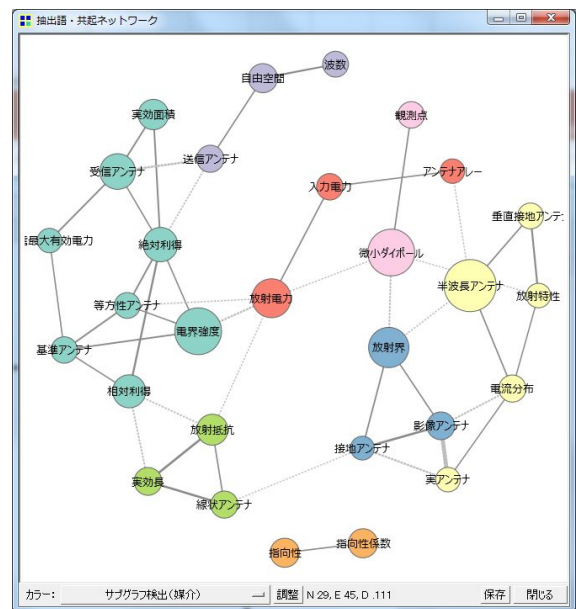 抽出語・共起ネットワーク
波数
自由空間
実効面積
観測点
送信アンテナ
受信アンテナ
アンテナアレー
入力電力
垂直接地アンテ
最大有効電力
絶対利得
微小ダイポール
半波長アンテナ
放射特性
放射電力
等方性アンテナ
電界強度
放射界
基準アンテナ
相対利得
電流分布
放射抵抗
影像アンテナ
接地アンテナ
実効長
実アンテナ
線状アンテナ
指向性係数
指向性
カラー： サブグラフ検出（媒介） 調整 N 29, E 45, D .111 保存 閉じる